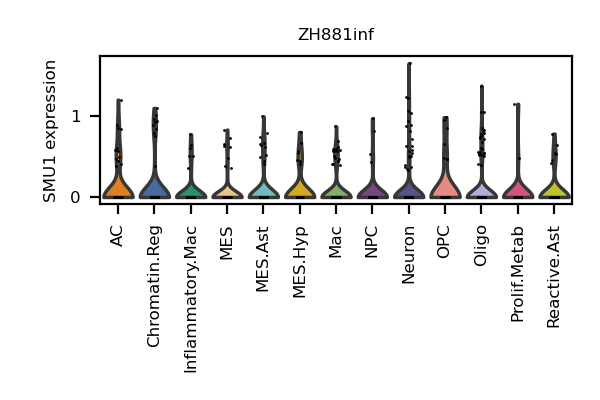 ZH881inf
SMU1 expression
1
0
AC
Chromatin.Reg
Inflammatory.Mac
MES
MES.Ast
MES.Hyp
Mac
NPC
Neuron
OPC
Oligo
Prolif.Metab
Reactive.Ast